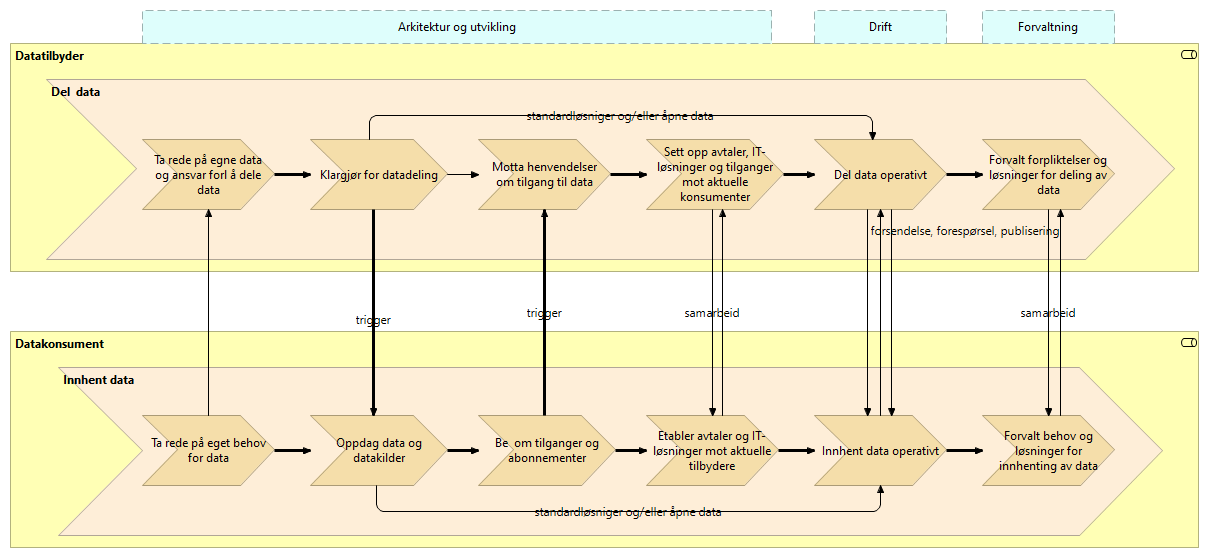 Arkitektur og utvikling
Drift
Forvaltning
Datatilbyder
Del data
standardløsniger og/eller åpne data
Ta rede på egne data
og ansvar forl å dele
data
Klargjør for datadeling
Motta henvendelser
om tilgang til data
Sett opp avtaler, IT-
løsninger og tilganger
mot aktuelle
konsumenter
Del data operativt
Forvalt forpliktelser og
løsninger for deling av
data
forsendelse, forespørsel, publisering
trigger
trigger
samarbeid
samarbeid
Datakonsument
Innhent data
Ta rede på eget behov
for data
Oppdag data og
datakilder
Be om tilganger og
abonnementer
Etabler avtaler og IT-
løsninger mot aktuelle
tilbydere
Innhent data operativt
Forvalt behov og
løsninger for
innhenting av data
standardløsniger og/eller åpne data